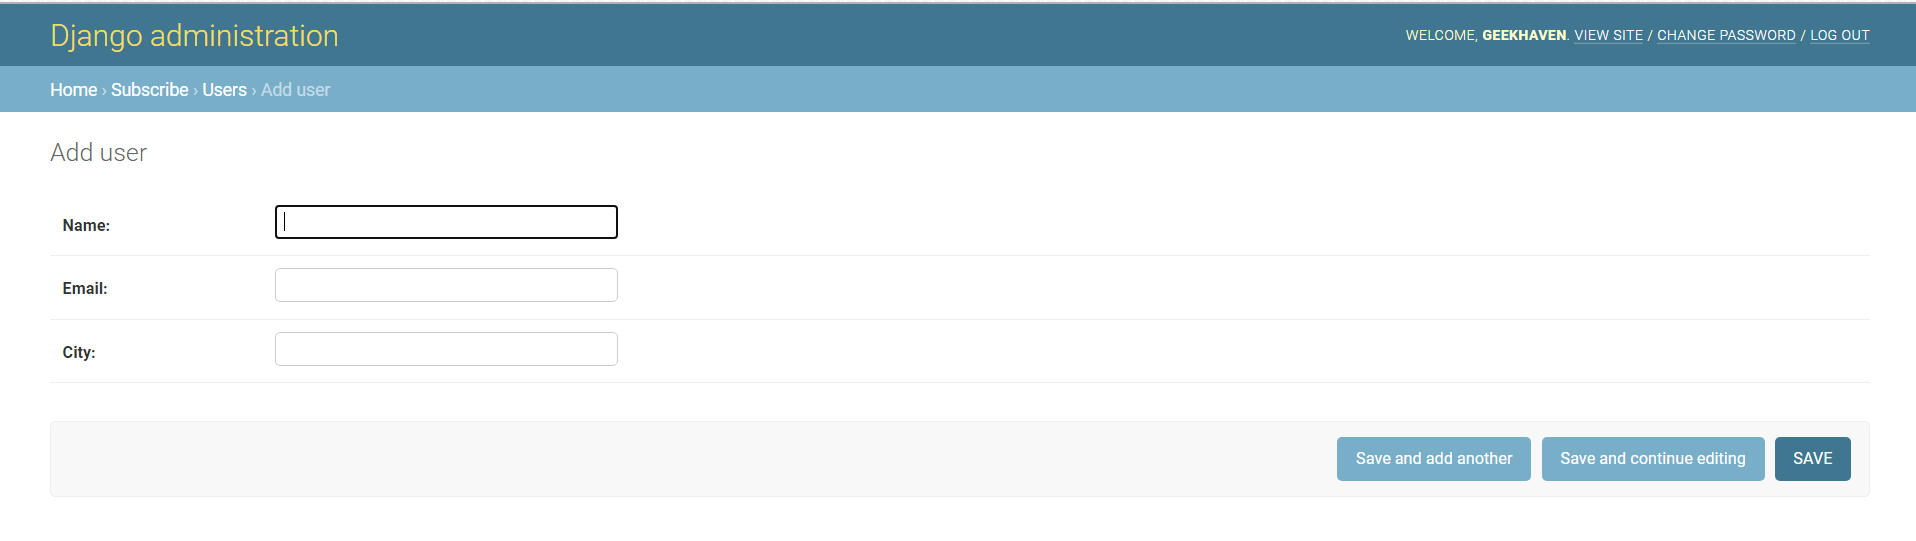 Django administration
WELCOME, GEEKHAVEN. VIEW SITE / CHANGE PASSWORD / LOG OUT
Home › Subscribe › Users › Add user
Add user
Name:
Email:
City:
Save and add another
Save and continue editing
SAVE